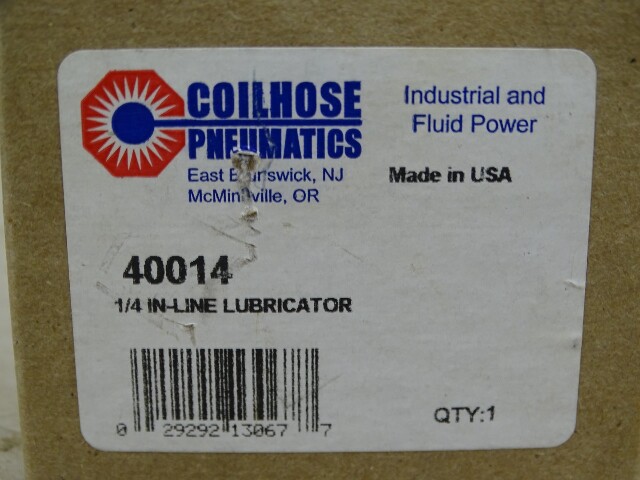 COILHOSE
PNEUMATICS
East Brunswick, NJ
McMinnville, OR
Industrial and
Fluid Power
Made in USA
40014
1/4 IN-LINE LUBRICATOR
0 29292 13067 7
QTY:1